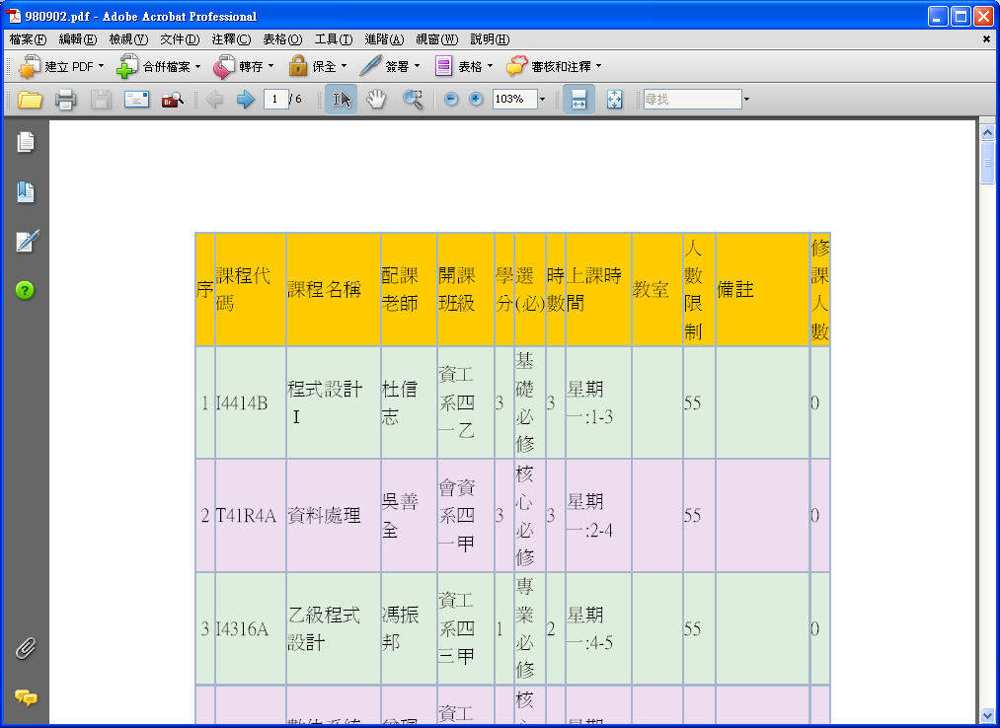 980902.pdf - Adobe Acrobat Professional
檔案(F) 編輯(E) 檢視(V) 文件(D) 注釋(C) 表格(O) 工具(T) 進階(A) 視窗(W) 說明(H)
建立 PDF 合併檔案 轉存 保全 簽署 表格 審核和注釋
1 / 6 103% 尋找
序 課程代碼 課程名稱 配課老師 開課班級 學分 選(必) 時數 上課時間 教室 人數限制 備註 修課人數
1 I4414B 程式設計I 杜信志 資工系四一乙 3 基礎必修 3 星期一:1-3 55 0
2 T41R4A 資料處理 吳善全 會資系四一甲 3 核心必修 3 星期一:2-4 55 0
3 I4316A 乙級程式設計 馮振邦 資工系四三甲 1 專業必修 2 星期一:4-5 55 0
資工 核